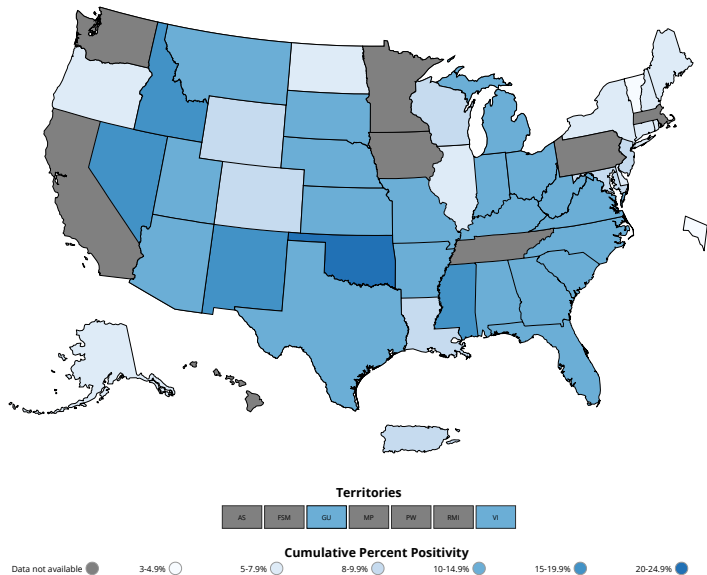 Territories
AS FSM GU MP PW RMI VI
Cumulative Percent Positivity
Data not available 3-4.9% 5-7.9% 8-9.9% 10-14.9% 15-19.9% 20-24.9%